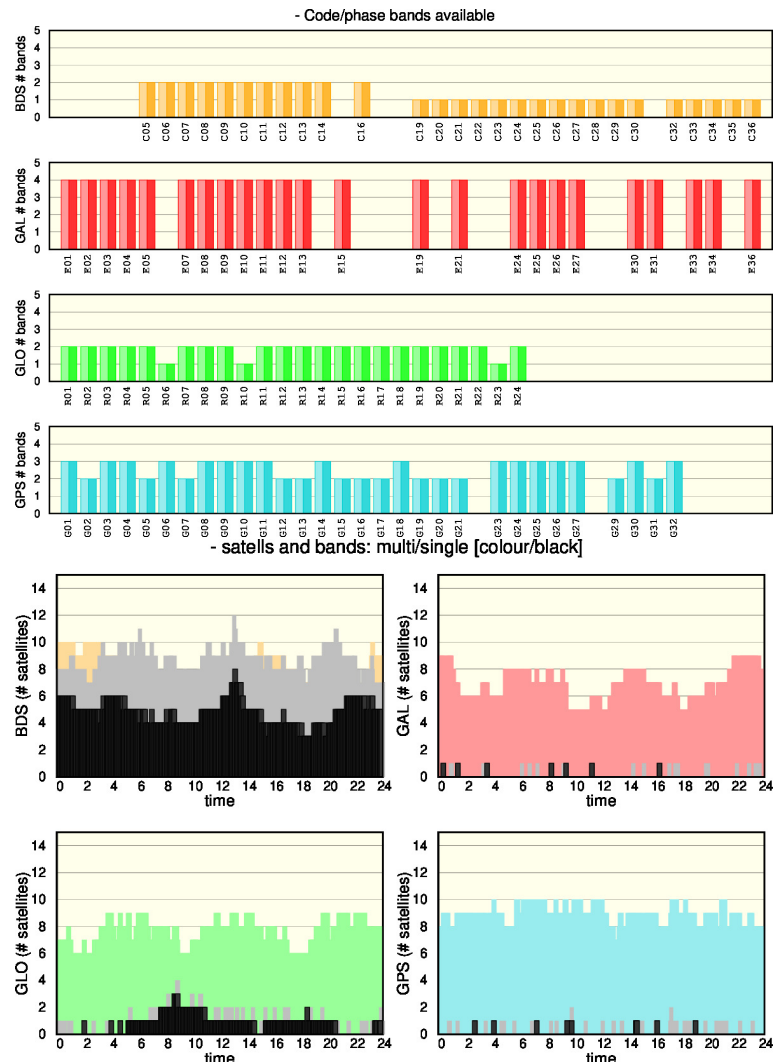 - Code/phase bands available
BDS # bands
5
4
3
2
1
0
C05 C06 C07 C08 C09 C10 C11 C12 C13 C14 C16 C19 C20 C21 C22 C23 C24 C25 C26 C27 C28 C29 C30 C32 C33 C34 C35 C36
GAL # bands
5
4
3
2
1
0
E01 E02 E03 E04 E05 E07 E08 E09 E10 E11 E12 E13 E15 E19 E21 E24 E25 E26 E27 E30 E31 E33 E34 E36
GLO # bands
5
4
3
2
1
0
R01 R02 R03 R04 R05 R06 R07 R08 R09 R10 R11 R12 R13 R14 R15 R16 R17 R18 R19 R20 R21 R22 R23 R24
GPS # bands
5
4
3
2
1
0
G01 G02 G03 G04 G05 G06 G07 G08 G09 G10 G11 G12 G13 G14 G15 G16 G17 G18 G19 G20 G21 G23 G24 G25 G26 G27 G29 G30 G31 G32
- satells and bands: multi/single [colour/black]
BDS (# satellites)
14
12
10
8
6
4
2
0
0 2 4 6 8 10 12 14 16 18 20 22 24
time
GAL (# satellites)
14
12
10
8
6
4
2
0
0 2 4 6 8 10 12 14 16 18 20 22 24
time
GLO (# satellites)
14
12
10
8
6
4
2
0
0 2 4 6 8 10 12 14 16 18 20 22 24
time
GPS (# satellites)
14
12
10
8
6
4
2
0
0 2 4 6 8 10 12 14 16 18 20 22 24
time